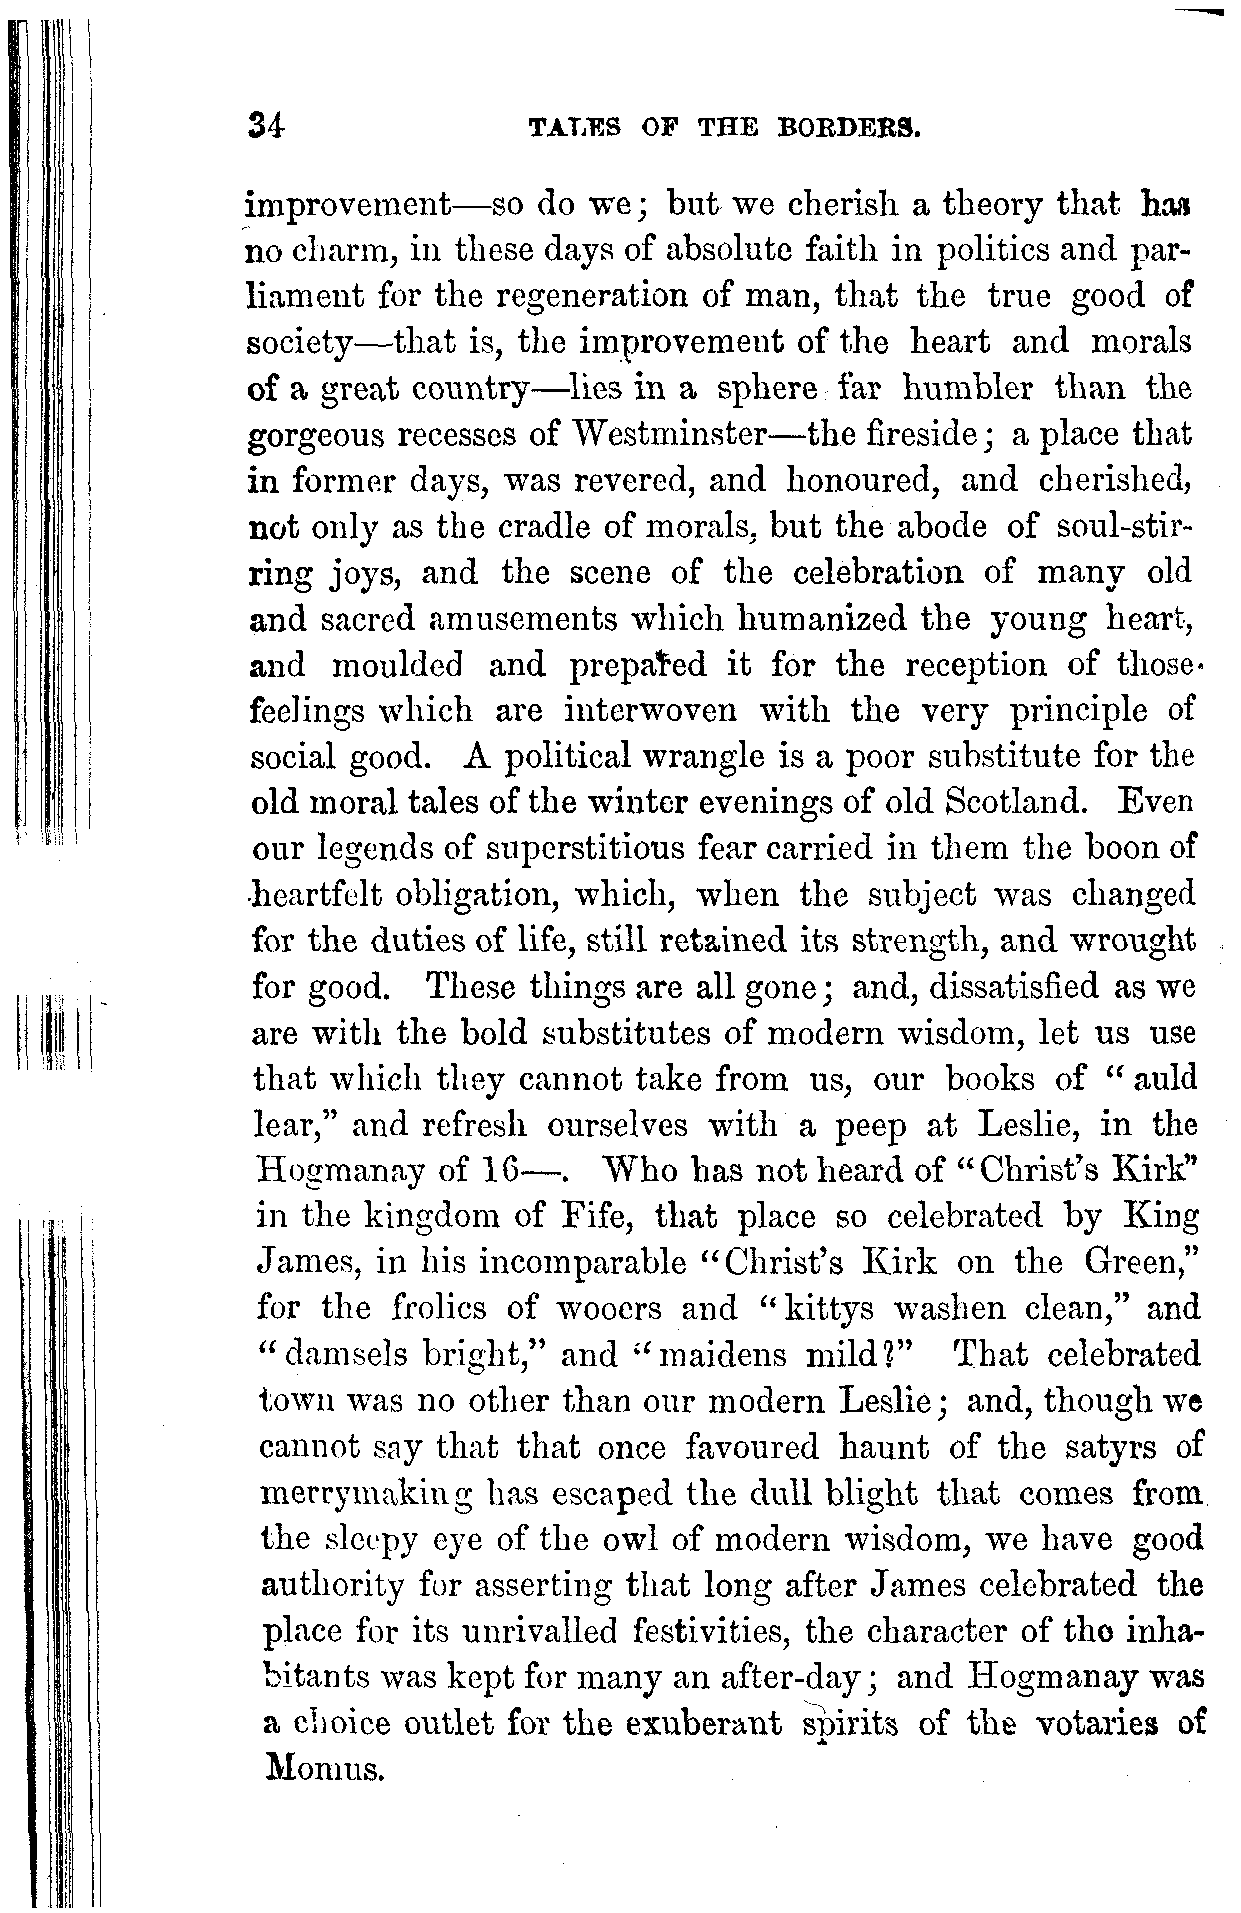 34 TALES OF THE BORDERS.
improvement—so do we; but we cherish a theory that has
no charm, in these days of absolute faith in politics and par-
liament for the regeneration of man, that the true good of
society—that is, the improvement of the heart and morals
of a great country—lies in a sphere far humbler than the
gorgeous recesses of Westminster—the fireside; a place that
in former days, was revered, and honoured, and cherished,
not only as the cradle of morals, but the abode of soul-stir-
ring joys, and the scene of the celebration of many old
and sacred amusements which humanized the young heart,
and moulded and prepared it for the reception of those
feelings which are interwoven with the very principle of
social good. A political wrangle is a poor substitute for the
old moral tales of the winter evenings of old Scotland. Even
our legends of superstitious fear carried in them the boon of
heartfelt obligation, which, when the subject was changed
for the duties of life, still retained its strength, and wrought
for good. These things are all gone; and, dissatisfied as we
are with the bold substitutes of modern wisdom, let us use
that which they cannot take from us, our books of "auld
lear," and refresh ourselves with a peep at Leslie, in the
Hogmanay of 16—. Who has not heard of "Christ's Kirk"
in the kingdom of Fife, that place so celebrated by King
James, in his incomparable "Christ's Kirk on the Green,"
for the frolics of wooers and "kittys washen clean," and
"damsels bright," and "maidens mild?" That celebrated
town was no other than our modern Leslie; and, though we
cannot say that that once favoured haunt of the satyrs of
merrymaking has escaped the dull blight that comes from
the sleepy eye of the owl of modern wisdom, we have good
authority for asserting that long after James celebrated the
place for its unrivalled festivities, the character of the inha-
bitants was kept for many an after-day; and Hogmanay was
a choice outlet for the exuberant spirits of the votaries of
Momus.